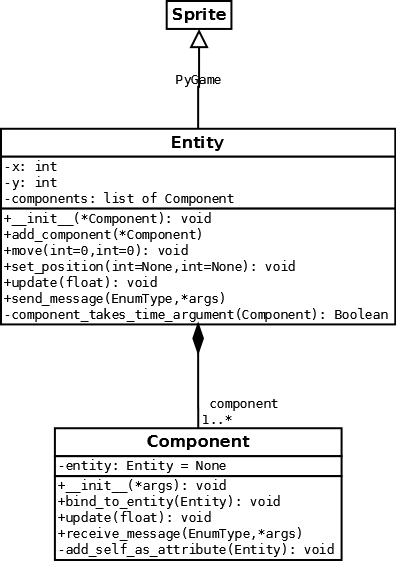 Sprite
PyGame
Entity
-x: int
-y: int
-components: list of Component
+__init__(*Component): void
+add_component(*Component)
+move(int=0,int=0): void
+set_position(int=None,int=None): void
+update(float): void
+send_message(EnumType,*args)
-component_takes_time_argument(Component): Boolean
component
1..*
Component
-entity: Entity = None
+__init__(*args): void
+bind_to_entity(Entity): void
+update(float): void
+receive_message(EnumType,*args)
-add_self_as_attribute(Entity): void